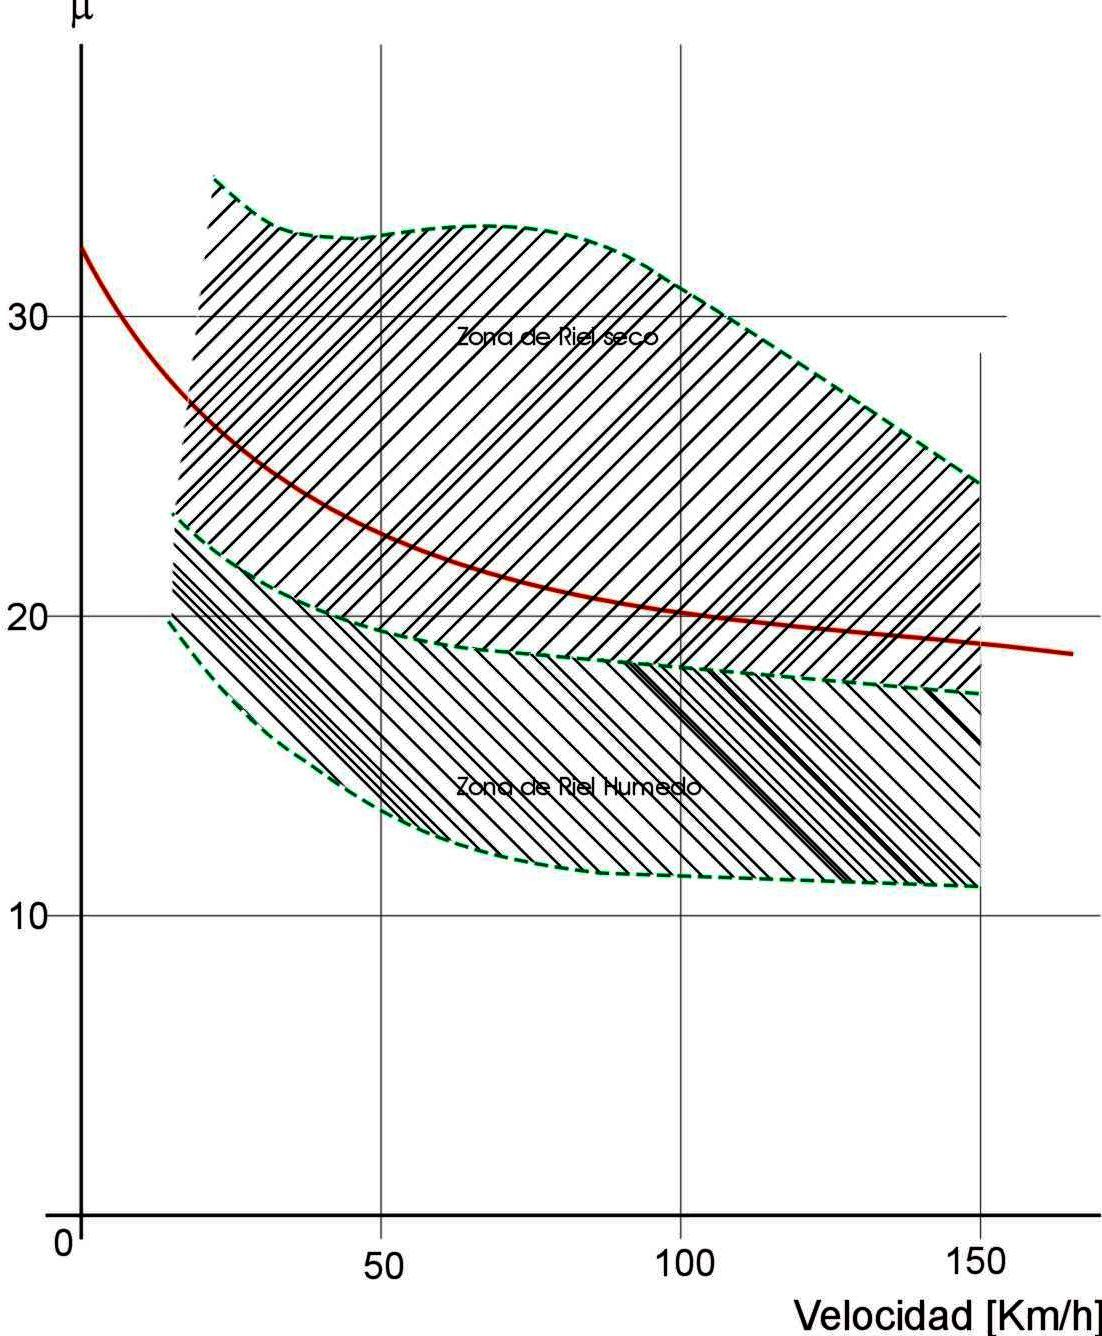 μ
30
Zona de Riel seco
20
Zona de Riel Humedo
10
0
50
100
150
Velocidad [Km/h]